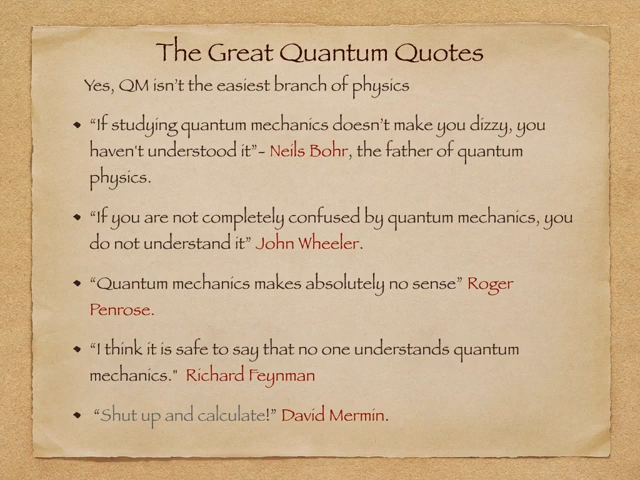 The Great Quantum Quotes
Yes, QM isn’t the easiest branch of physics
• “If studying quantum mechanics doesn’t make you dizzy, you
haven't understood it”- Neils Bohr, the father of quantum
physics.
• “If you are not completely confused by quantum mechanics, you
do not understand it” John Wheeler.
• “Quantum mechanics makes absolutely no sense” Roger
Penrose.
• “I think it is safe to say that no one understands quantum
mechanics." Richard Feynman
• “Shut up and calculate!” David Mermin.